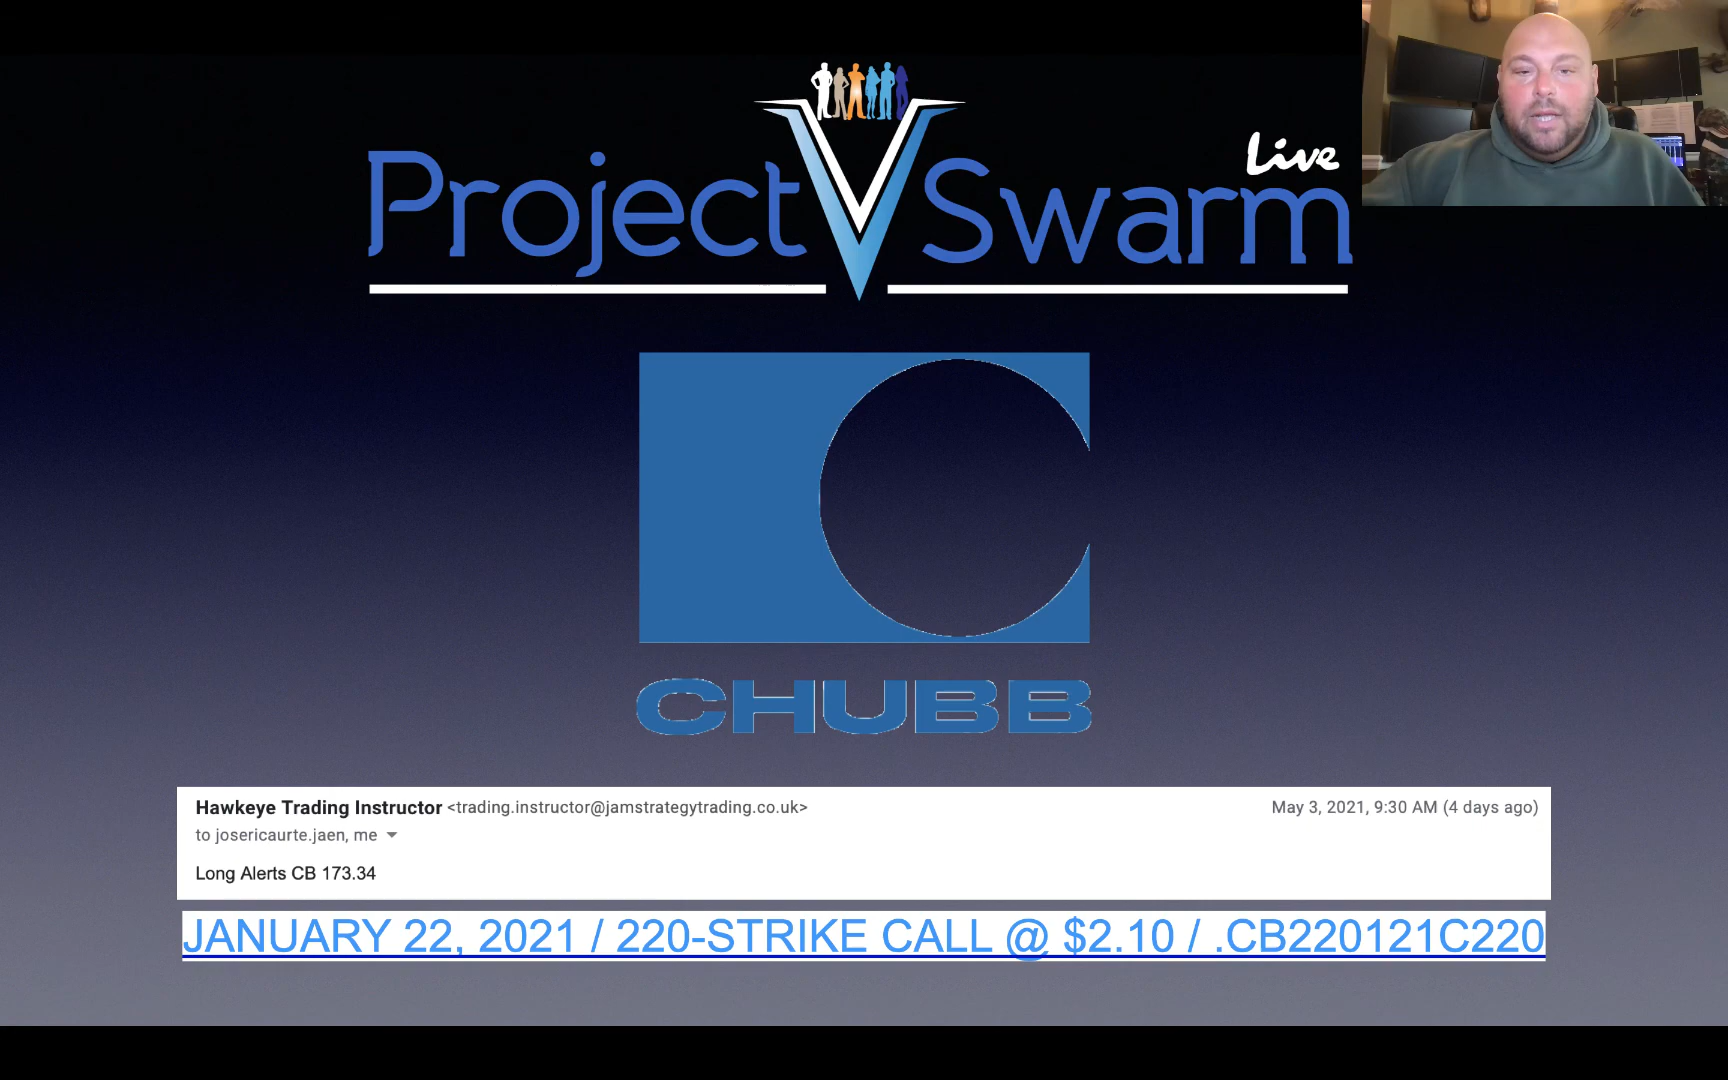 Project V Swarm
Live
CHUBB
Hawkeye Trading Instructor <trading.instructor@jamstrategytrading.co.uk>
May 3, 2021, 9:30 AM (4 days ago)
to josericaurte.jaen, me
Long Alerts CB 173.34
JANUARY 22, 2021 / 220-STRIKE CALL @ $2.10 / .CB220121C220